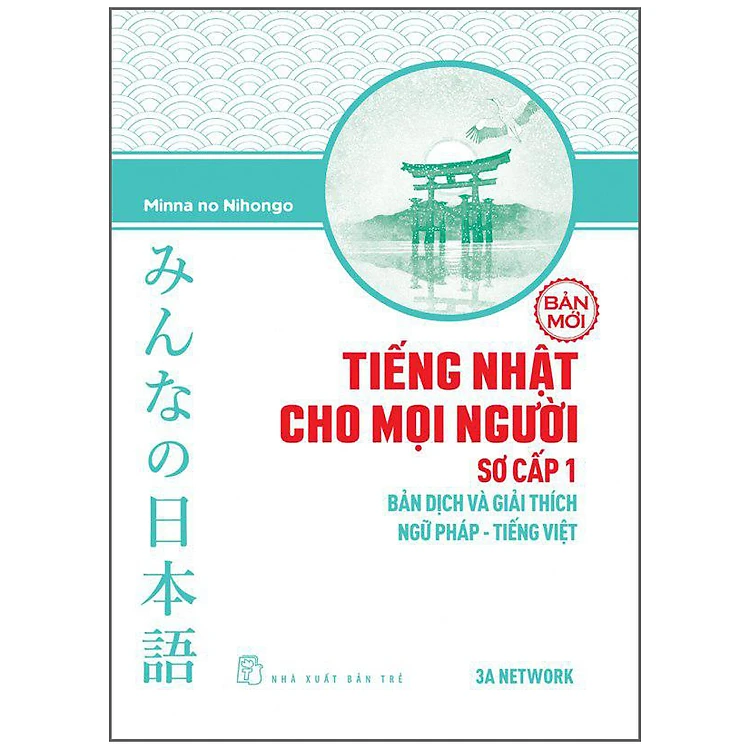 Minna no Nihongo
みんなの日本語
BẢN
MỚI
TIẾNG NHẬT
CHO MỌI NGƯỜI
SƠ CẤP 1
BẢN DỊCH VÀ GIẢI THÍCH
NGỮ PHÁP - TIẾNG VIỆT
NHÀ XUẤT BẢN TRẺ
3A NETWORK